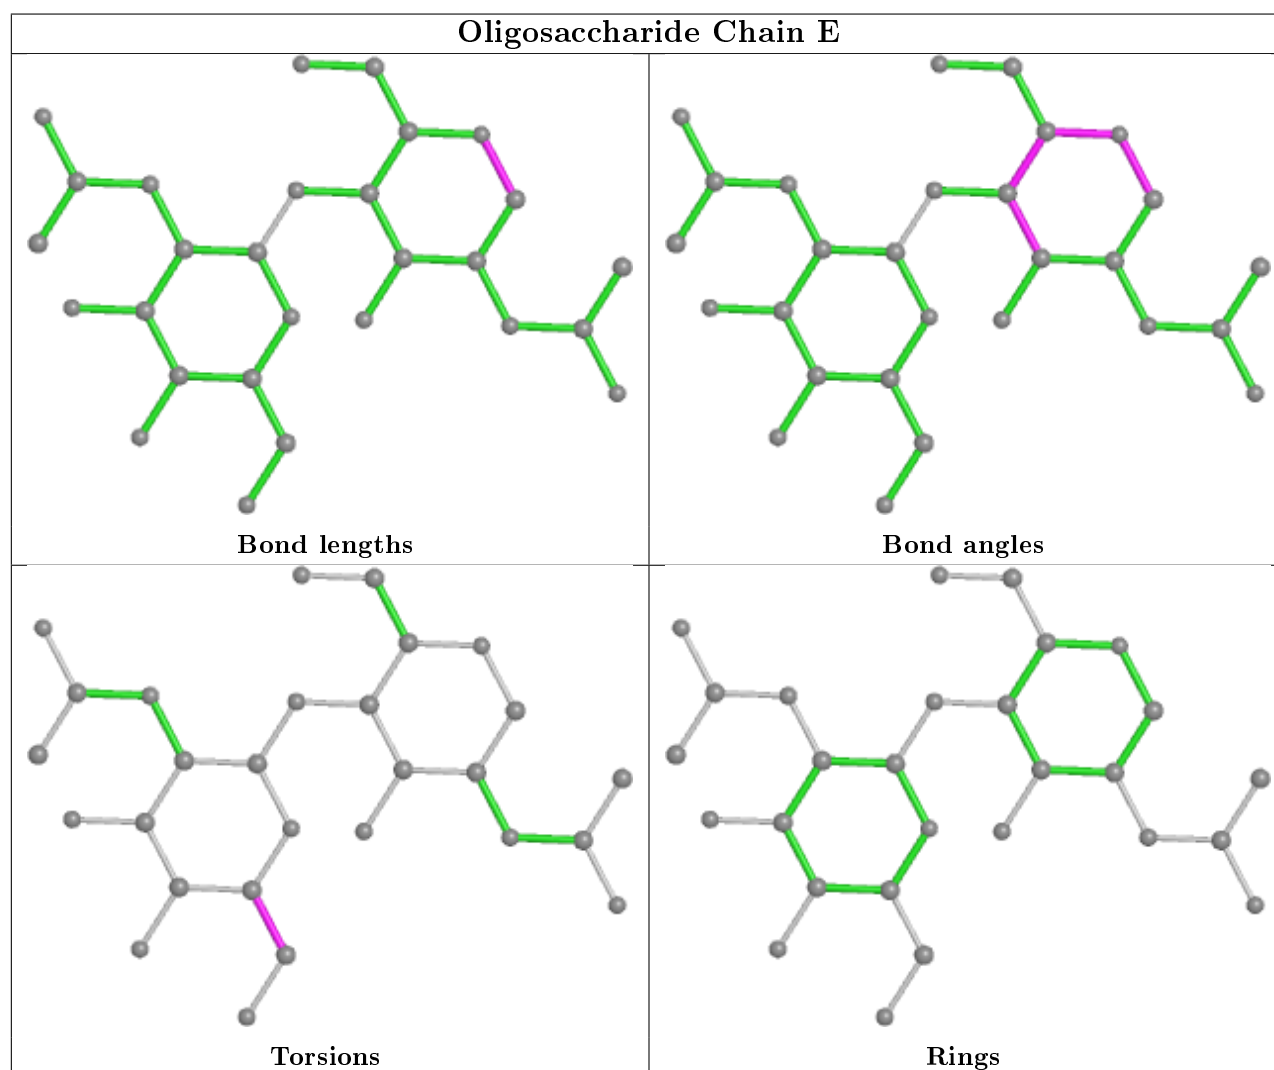 Oligosaccharide Chain E
Bond lengths
Bond angles
Torsions
Rings